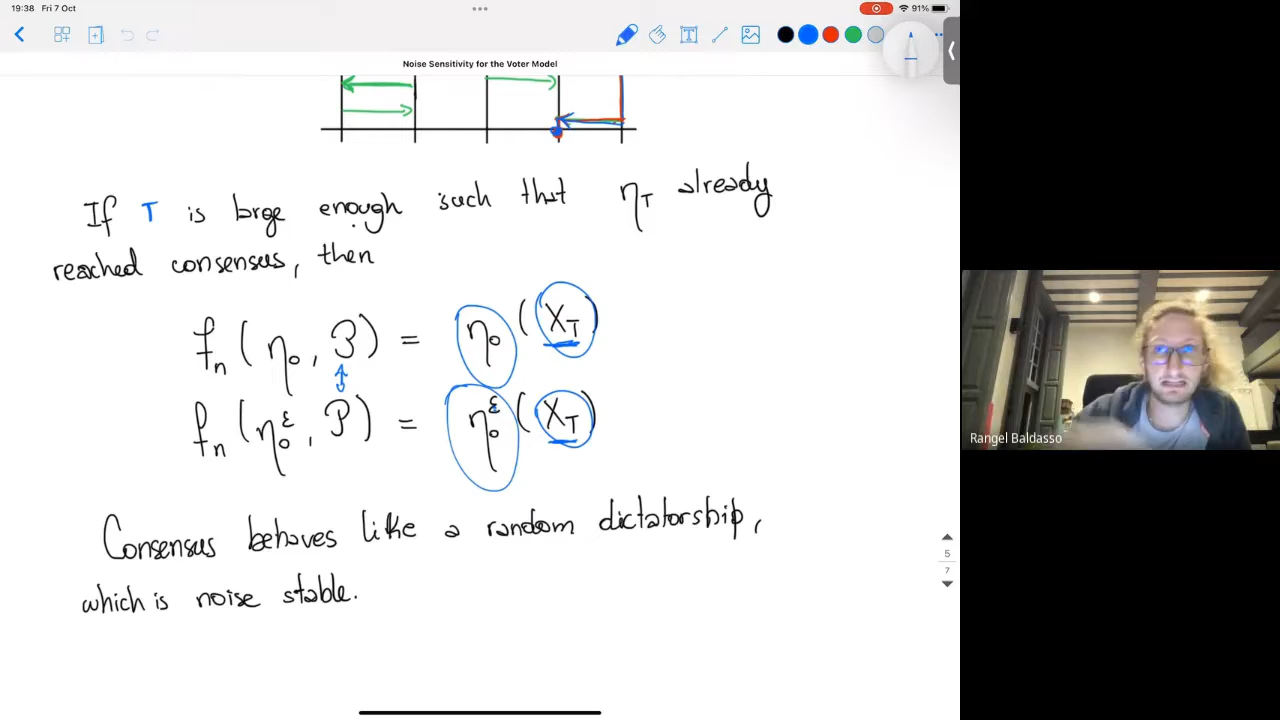 19:38 Fri 7 Oct
91%
Noise Sensitivity for the Voter Model
If T is large enough such that η_T already
reached consensus, then
f_n ( η_0 , P ) = η_0 ( X_T )
f_n ( η_0^ε , P ) = η_0^ε ( X_T )
Consensus behaves like a random dictatorship,
which is noise stable.
5
7
Rangel Baldasso